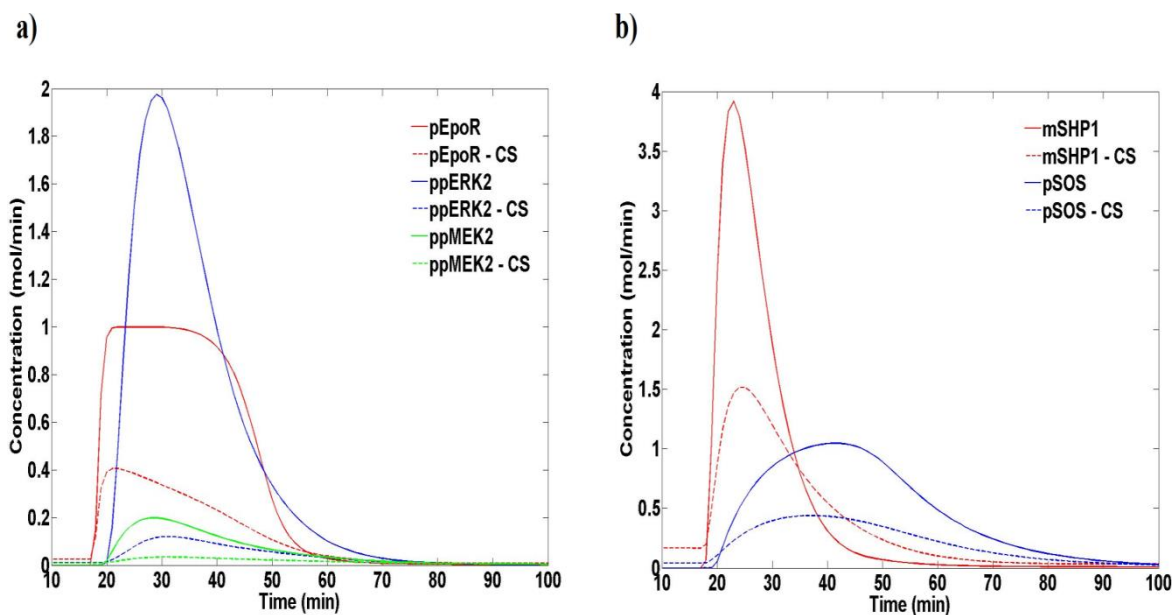 a)
Concentration (mol/min)
2
1.8
1.6
1.4
1.2
1
0.8
0.6
0.4
0.2
0
10 20 30 40 50 60 70 80 90 100
Time (min)
pEpoR
pEpoR - CS
ppERK2
ppERK2 - CS
ppMEK2
ppMEK2 - CS
b)
Concentration (mol/min)
4
3.5
3
2.5
2
1.5
1
0.5
0
10 20 30 40 50 60 70 80 90 100
Time (min)
mSHP1
mSHP1 - CS
pSOS
pSOS - CS